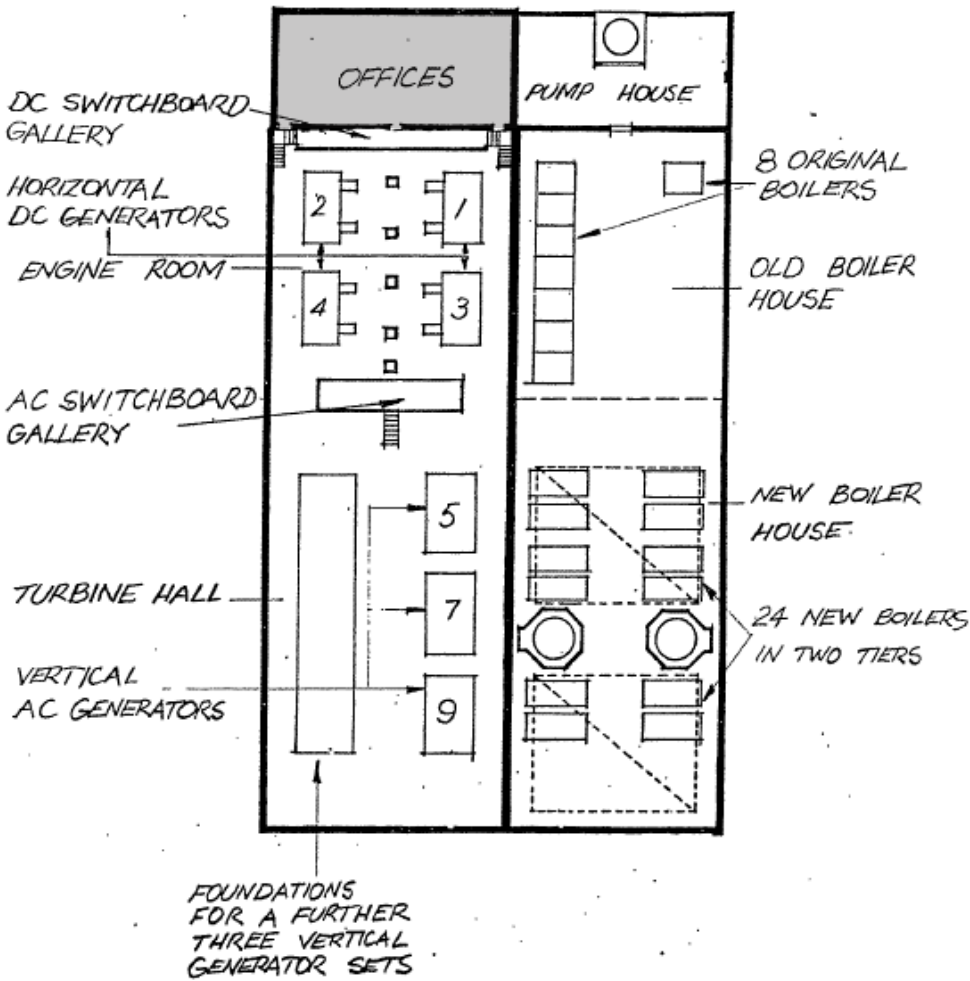 OFFICES
PUMP HOUSE
DC SWITCHBOARD
GALLERY
HORIZONTAL
DC GENERATORS
ENGINE ROOM
2
1
4
3
8 ORIGINAL
BOILERS
OLD BOILER
HOUSE
AC SWITCHBOARD
GALLERY
5
7
9
NEW BOILER
HOUSE
TURBINE HALL
24 NEW BOILERS
IN TWO TIERS
VERTICAL
AC GENERATORS
FOUNDATIONS
FOR A FURTHER
THREE VERTICAL
GENERATOR SETS